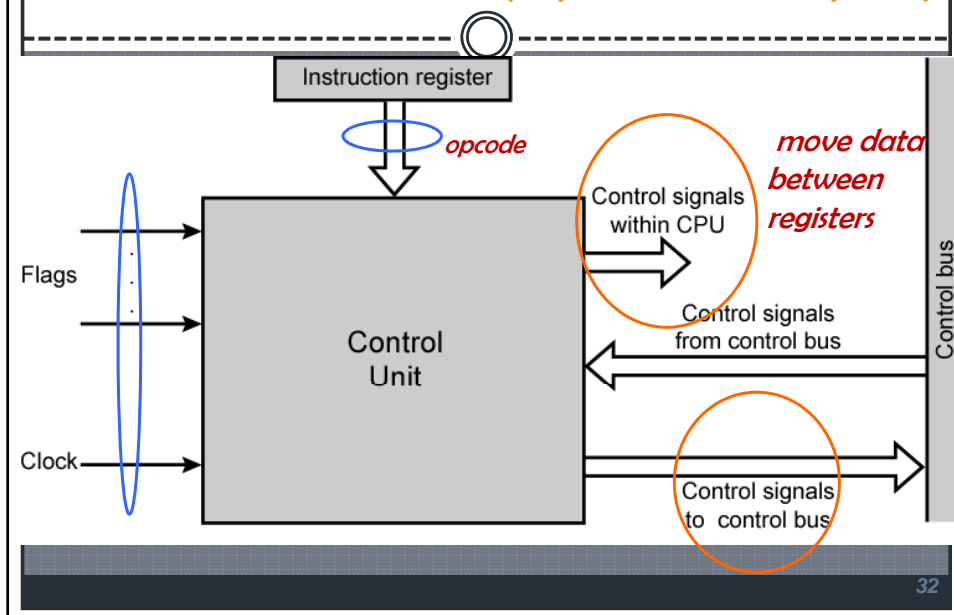 Instruction register
opcode
move data
between
registers
Control signals
within CPU
Flags
Control signals
from control bus
Control bus
Control
Unit
Clock
Control signals
to control bus
32